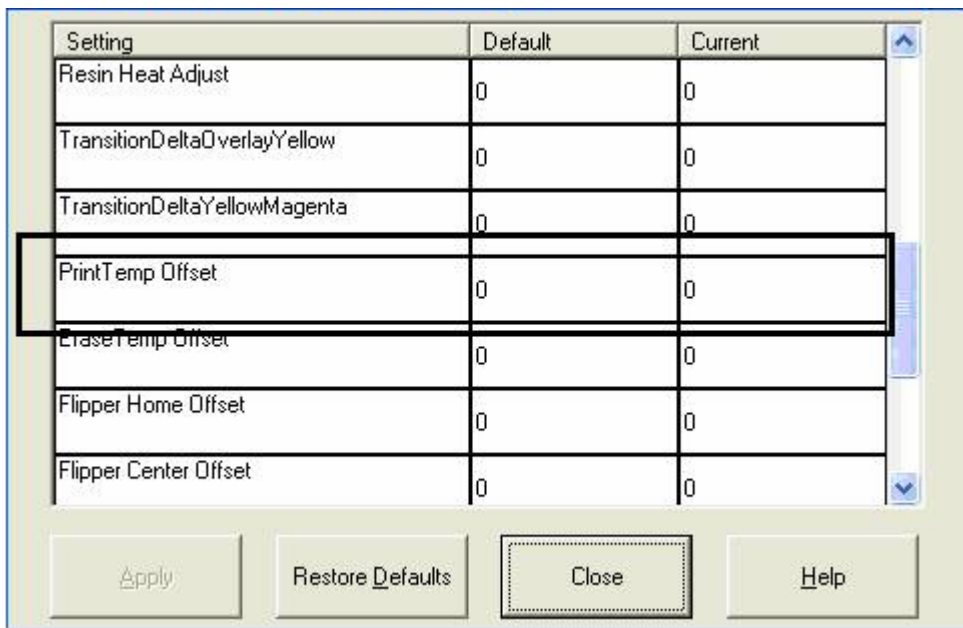 Setting Default Current
Resin Heat Adjust 0 0
TransitionDeltaOverlayYellow 0 0
TransitionDeltaYellowMagenta 0 0
PrintTemp Offset 0 0
EraseTemp Offset 0 0
Flipper Home Offset 0 0
Flipper Center Offset 0 0
Apply Restore Defaults Close Help